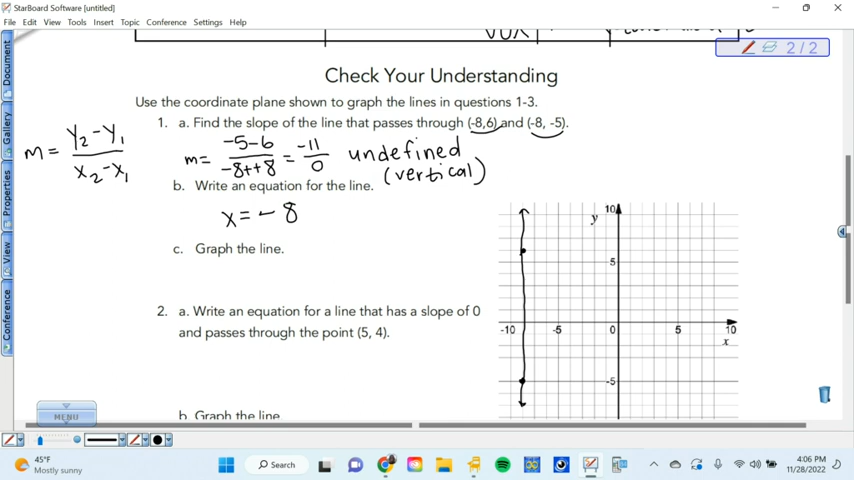 StarBoard Software [untitled]
File Edit View Tools Insert Topic Conference Settings Help
Document
Gallery
Properties
View
Conference
2 / 2
Check Your Understanding
Use the coordinate plane shown to graph the lines in questions 1-3.
1. a. Find the slope of the line that passes through (-8,6) and (-8, -5).
m = y₂-y₁ / x₂-x₁
m = -5-6 / -8++8 = -11 / 0 undefined
(vertical)
b. Write an equation for the line.
x = - 8
c. Graph the line.
2. a. Write an equation for a line that has a slope of 0
and passes through the point (5, 4).
b. Graph the line
10
y
5
-10 -5 0 5 10
x
-5
MENU
45°F
Mostly sunny
Search
4:06 PM
11/28/2022